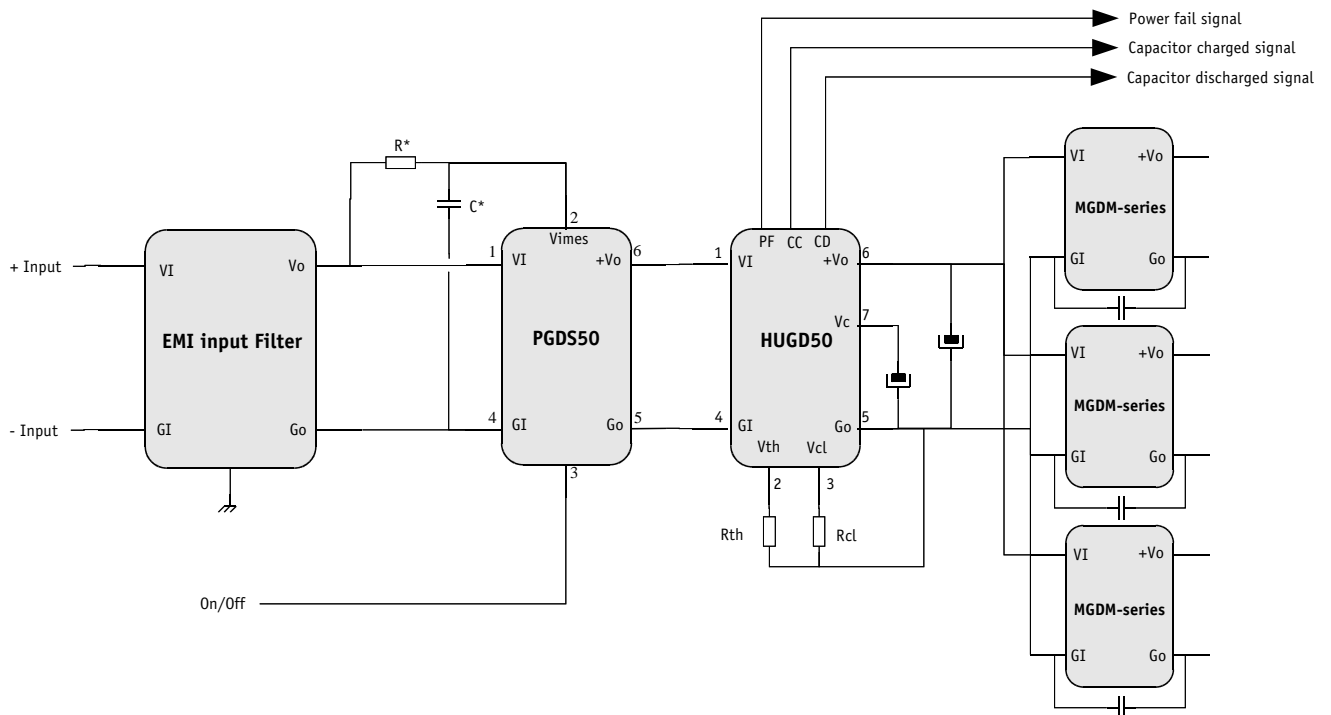 Power fail signal
Capacitor charged signal
Capacitor discharged signal
R*
C*
+ Input
VI
Vo
EMI input Filter
- Input
GI
Go
1
2
Vimes
VI
+Vo
6
PGDS50
4
GI
Go
5
3
On/Off
PF CC CD
1
VI
+Vo
6
Vc
7
HUGD50
4
GI
Go
5
Vth
Vcl
2
3
Rth
Rcl
VI
+Vo
MGDM-series
GI
Go
VI
+Vo
MGDM-series
GI
Go
VI
+Vo
MGDM-series
GI
Go